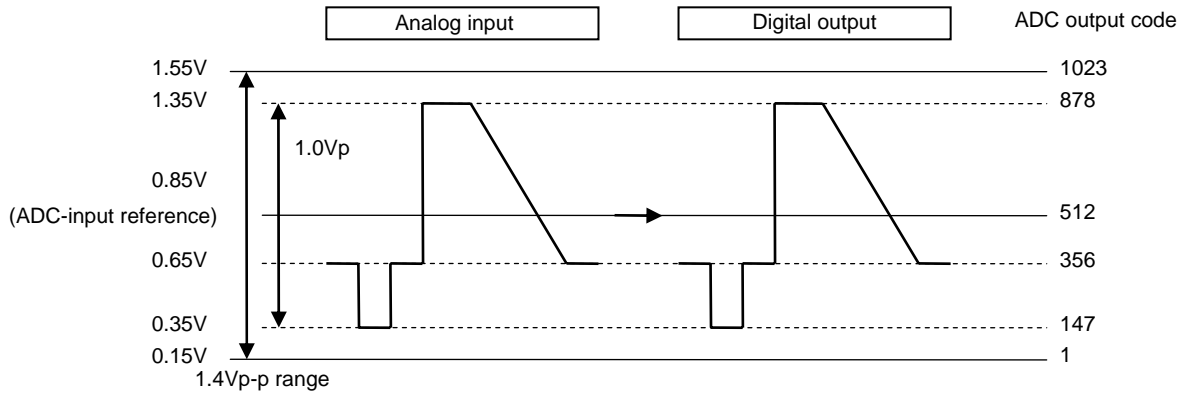 Analog input
Digital output
ADC output code
1.55V
1023
1.35V
878
1.0Vp
0.85V
(ADC-input reference)
512
0.65V
356
0.35V
147
0.15V
1
1.4Vp-p range